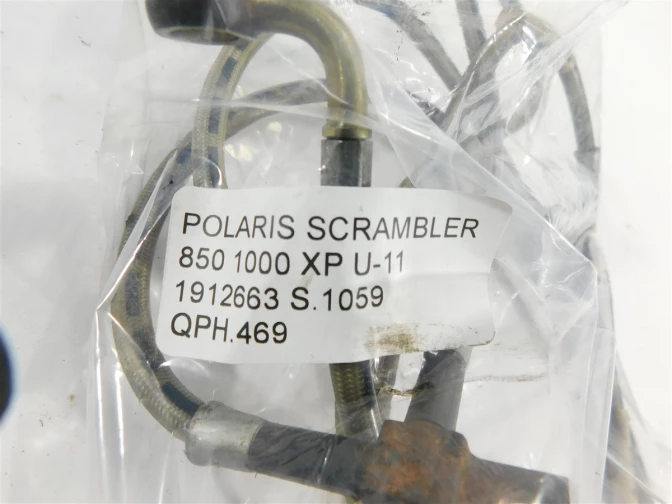 POLARIS SCRAMBLER
850 1000 XP U-11
1912663 S.1059
QPH.469